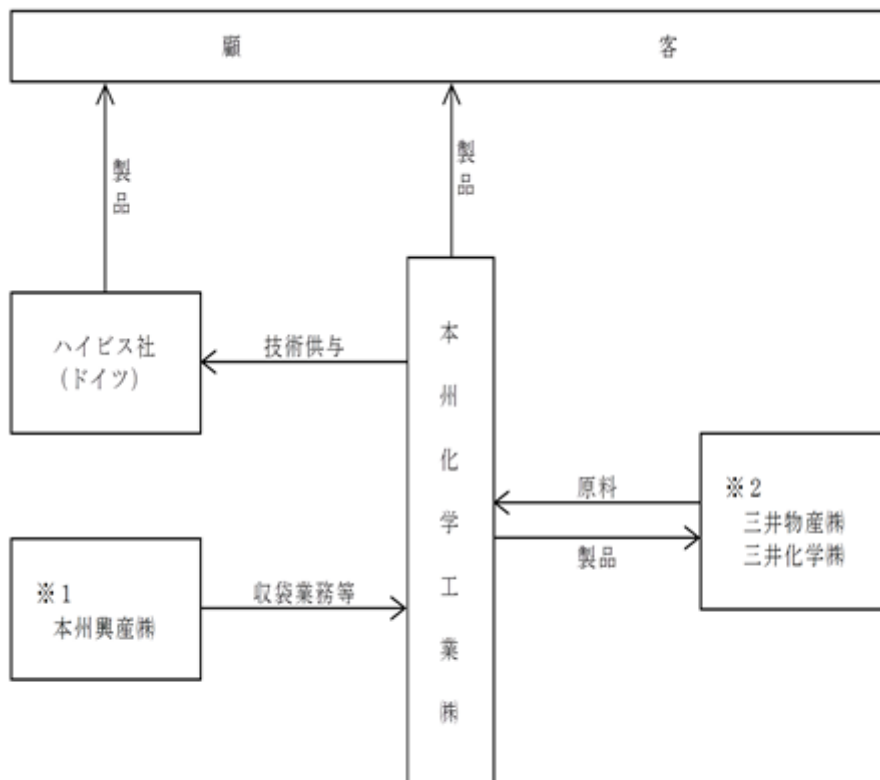 顧客
製品
製品
ハイビス社
（ドイツ）
技術供与
本州化学工業㈱
原料
製品
※２
三井物産㈱
三井化学㈱
※１
本州興産㈱
収袋業務等